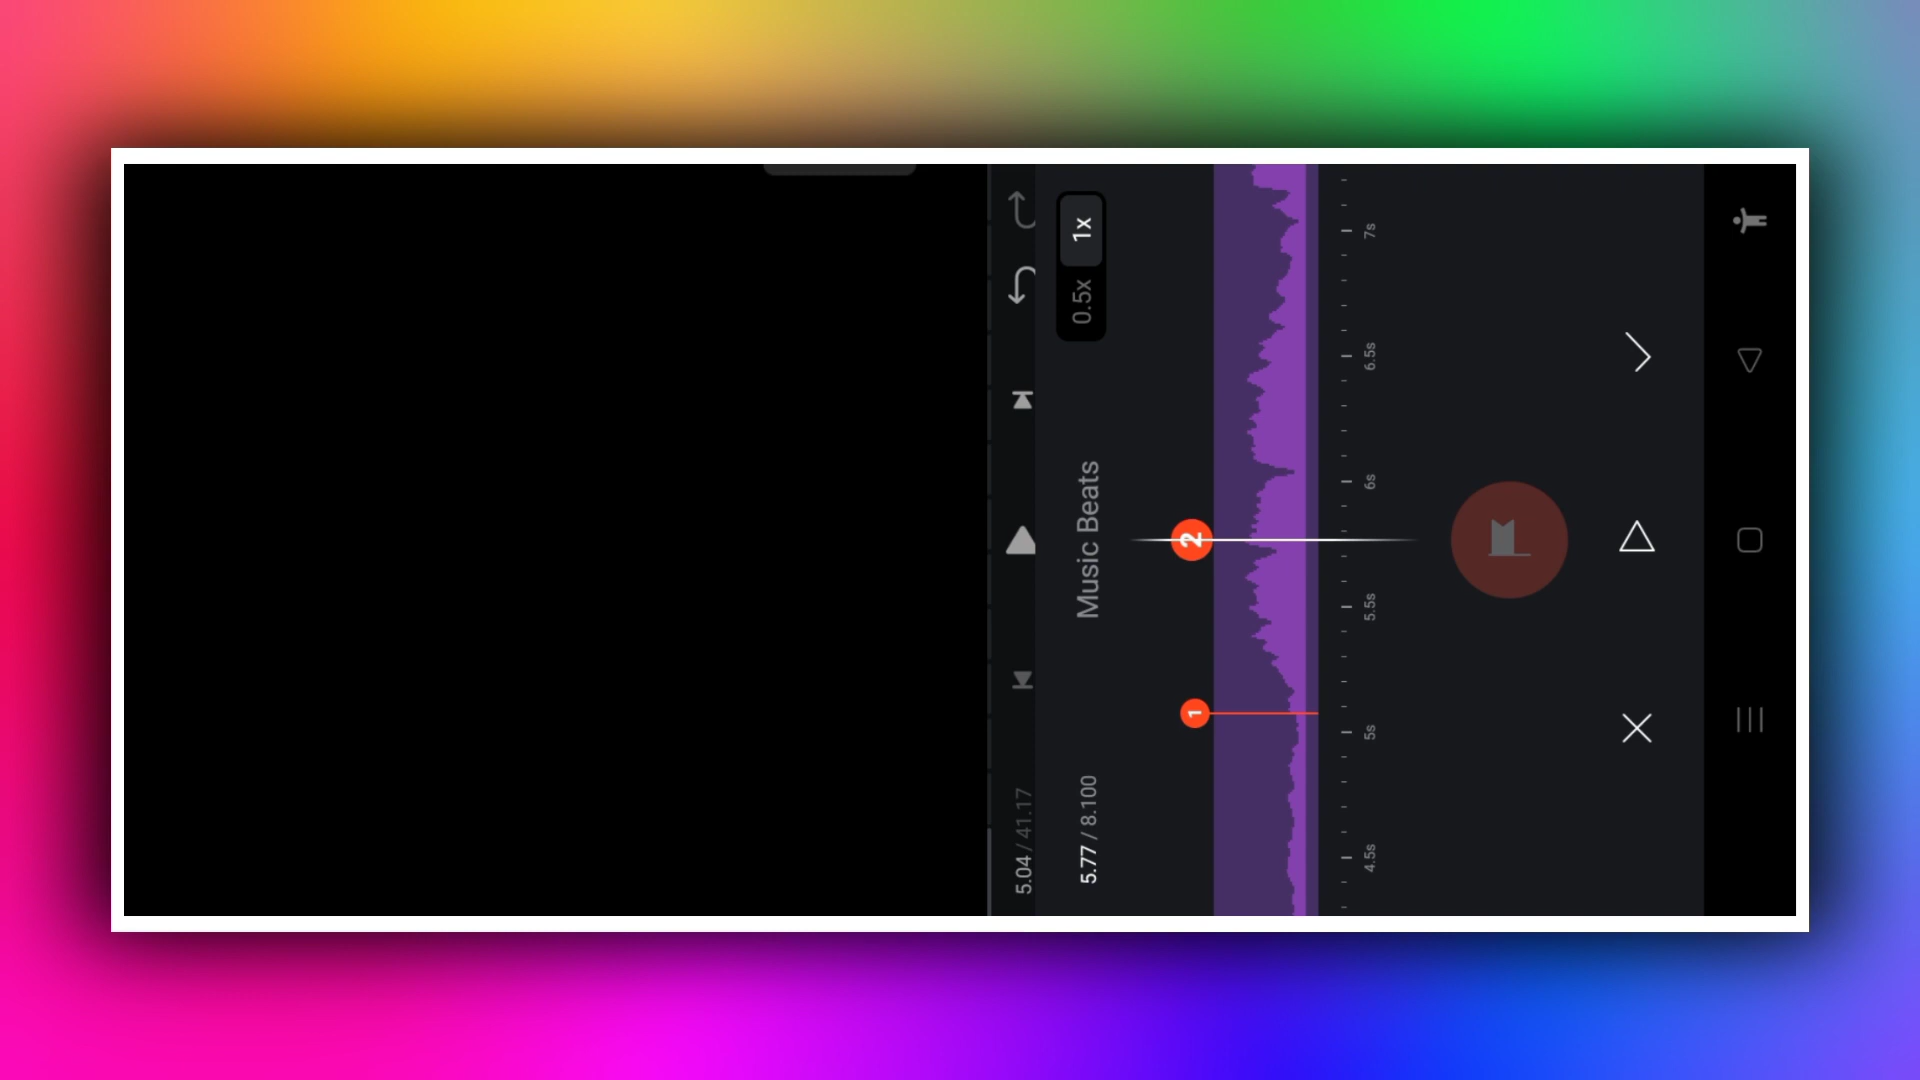 5.04 / 41.17
5.77 / 8.100
Music Beats
0.5x
1x
1
2
4.5s
5s
5.5s
6s
6.5s
7s